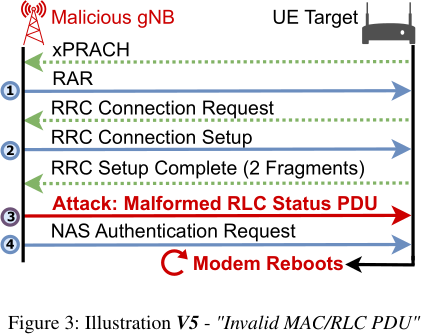 Malicious gNB
UE Target
xPRACH
1
RAR
RRC Connection Request
2
RRC Connection Setup
RRC Setup Complete (2 Fragments)
3
Attack: Malformed RLC Status PDU
4
NAS Authentication Request
Modem Reboots
Figure 3: Illustration V5 - "Invalid MAC/RLC PDU"